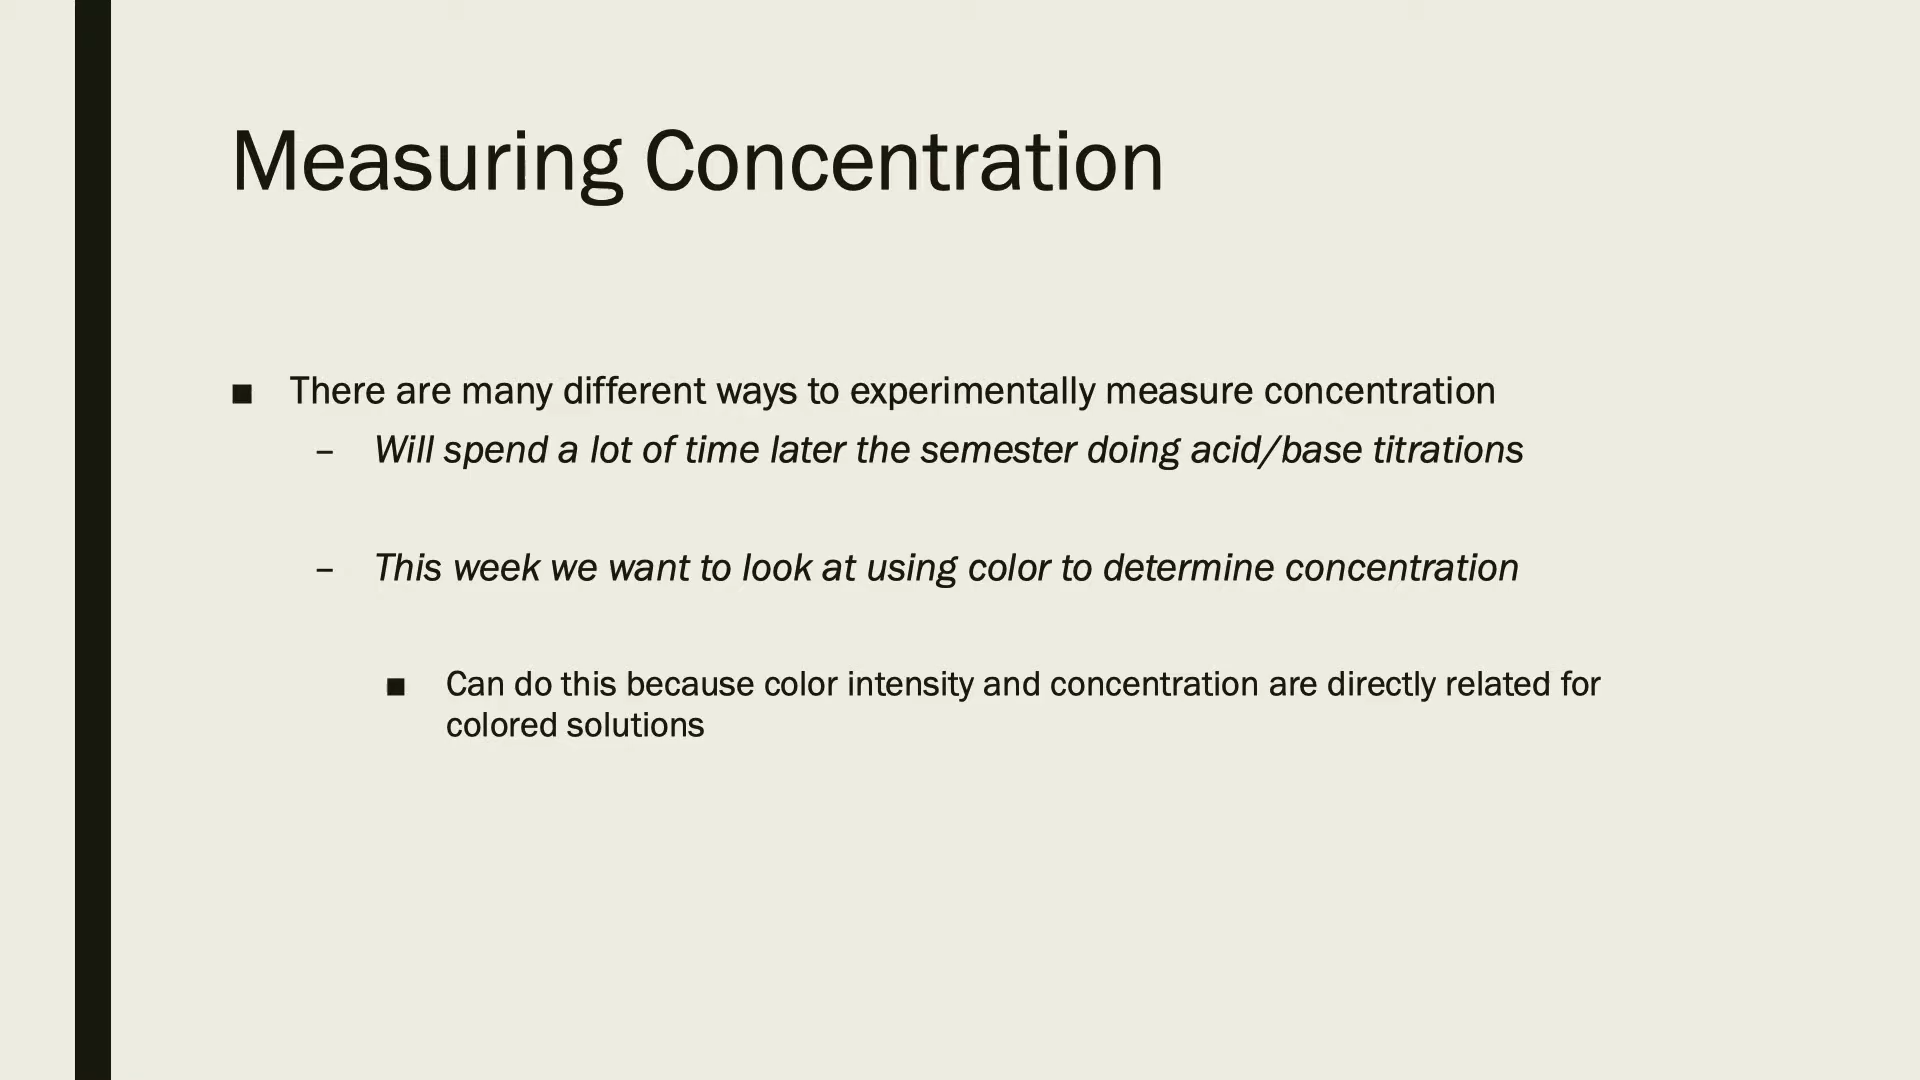 Measuring Concentration
■ There are many different ways to experimentally measure concentration
– Will spend a lot of time later the semester doing acid/base titrations
– This week we want to look at using color to determine concentration
■ Can do this because color intensity and concentration are directly related for
colored solutions